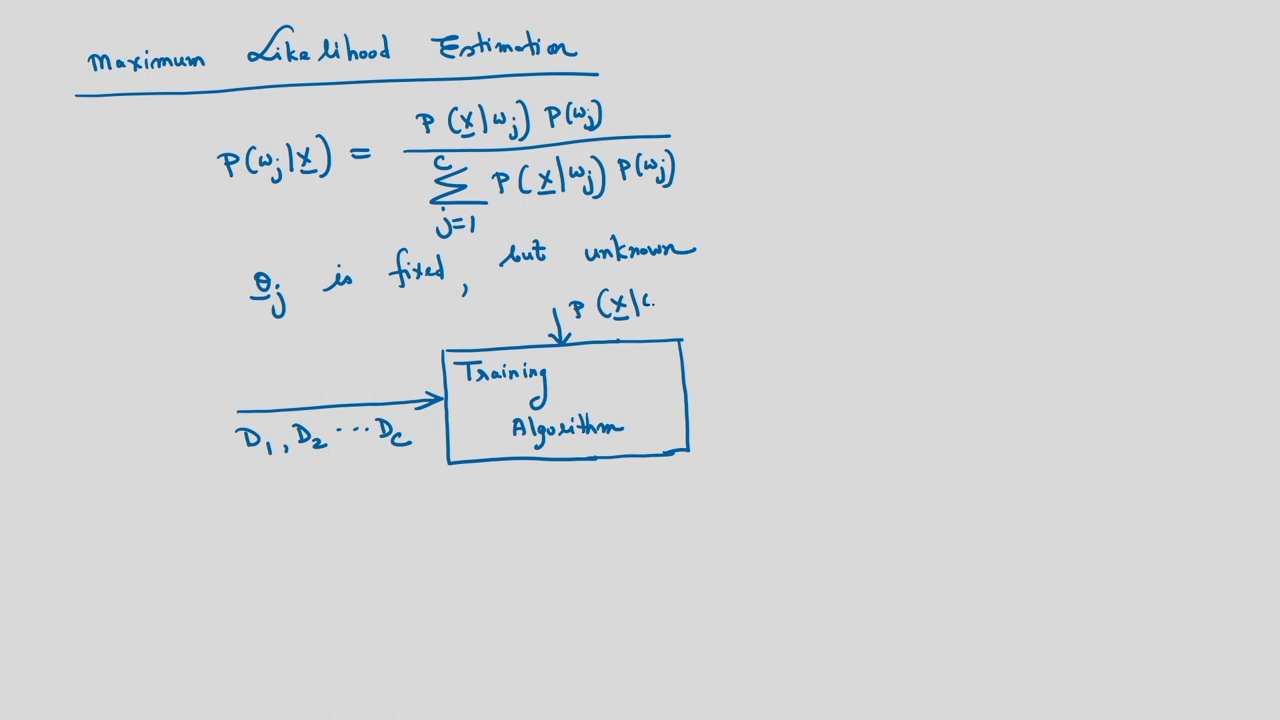 Maximum Likelihood Estimation
P(ωj|x) = P(x|ωj) P(ωj) / ∑_{j=1}^{c} P(x|ωj) P(ωj)
θj is fixed, but unknown
P(x|
Training
Algorithm
D1, D2 ... Dc